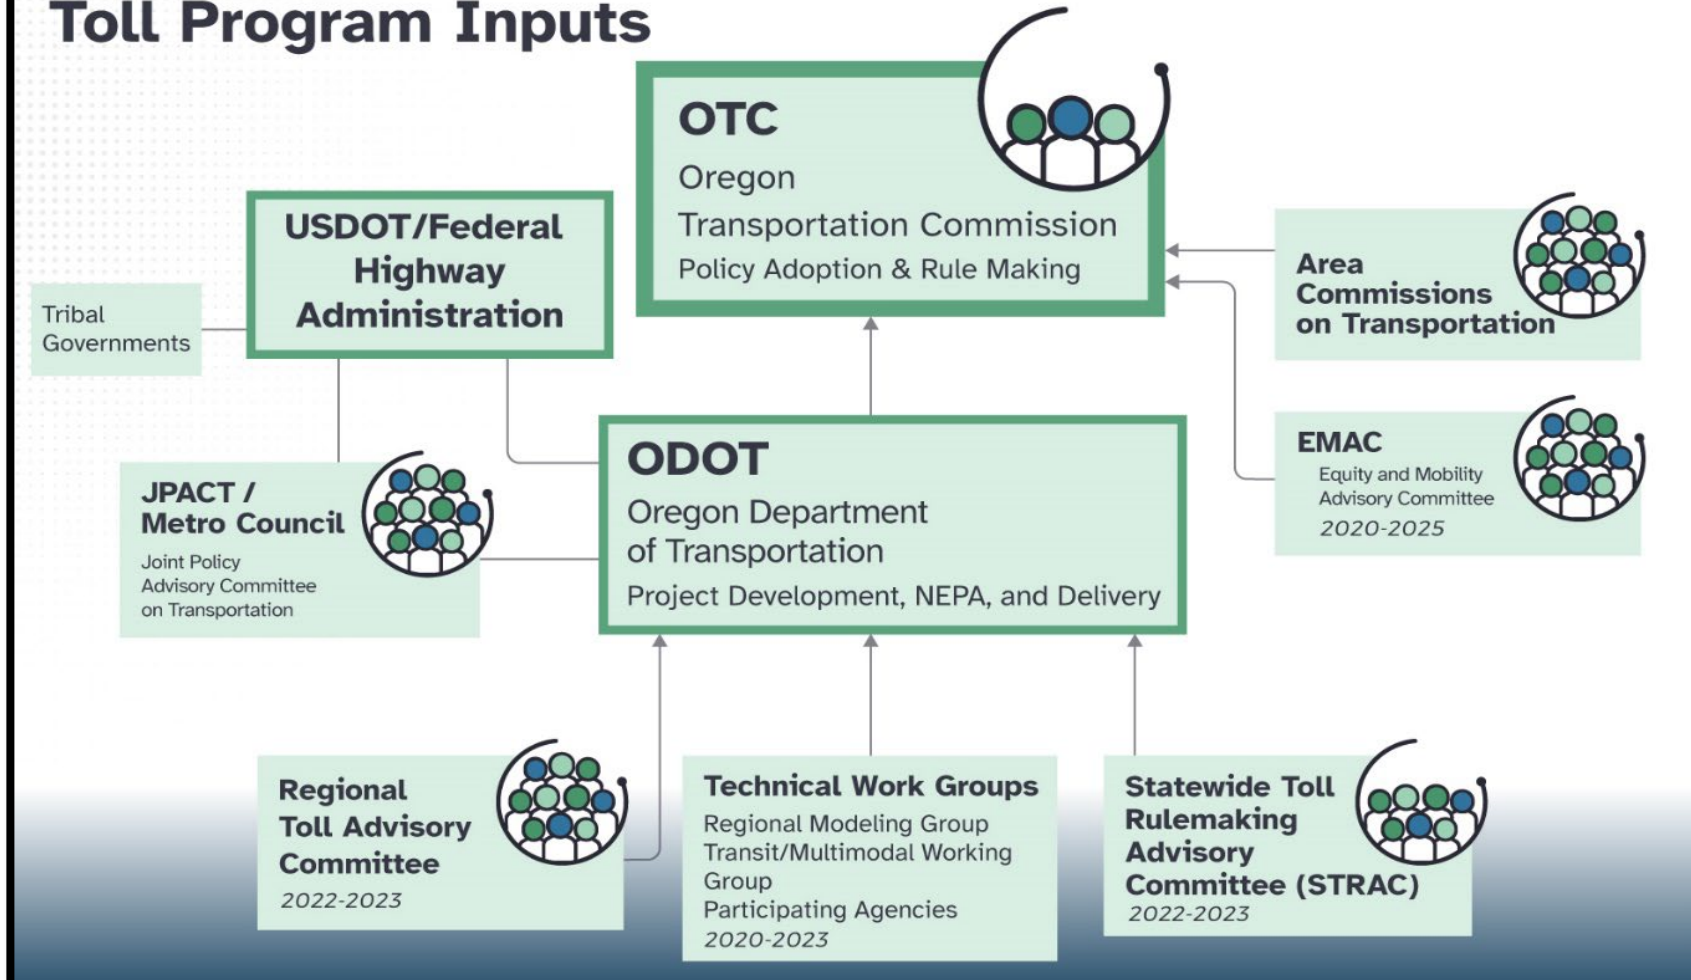 Toll Program Inputs
OTC
Oregon
Transportation Commission
Policy Adoption & Rule Making
USDOT/Federal
Highway
Administration
Tribal
Governments
Area
Commissions
on Transportation
EMAC
Equity and Mobility
Advisory Committee
2020-2025
JPACT /
Metro Council
Joint Policy
Advisory Committee
on Transportation
ODOT
Oregon Department
of Transportation
Project Development, NEPA, and Delivery
Regional
Toll Advisory
Committee
2022-2023
Technical Work Groups
Regional Modeling Group
Transit/Multimodal Working
Group
Participating Agencies
2020-2023
Statewide Toll
Rulemaking
Advisory
Committee (STRAC)
2022-2023